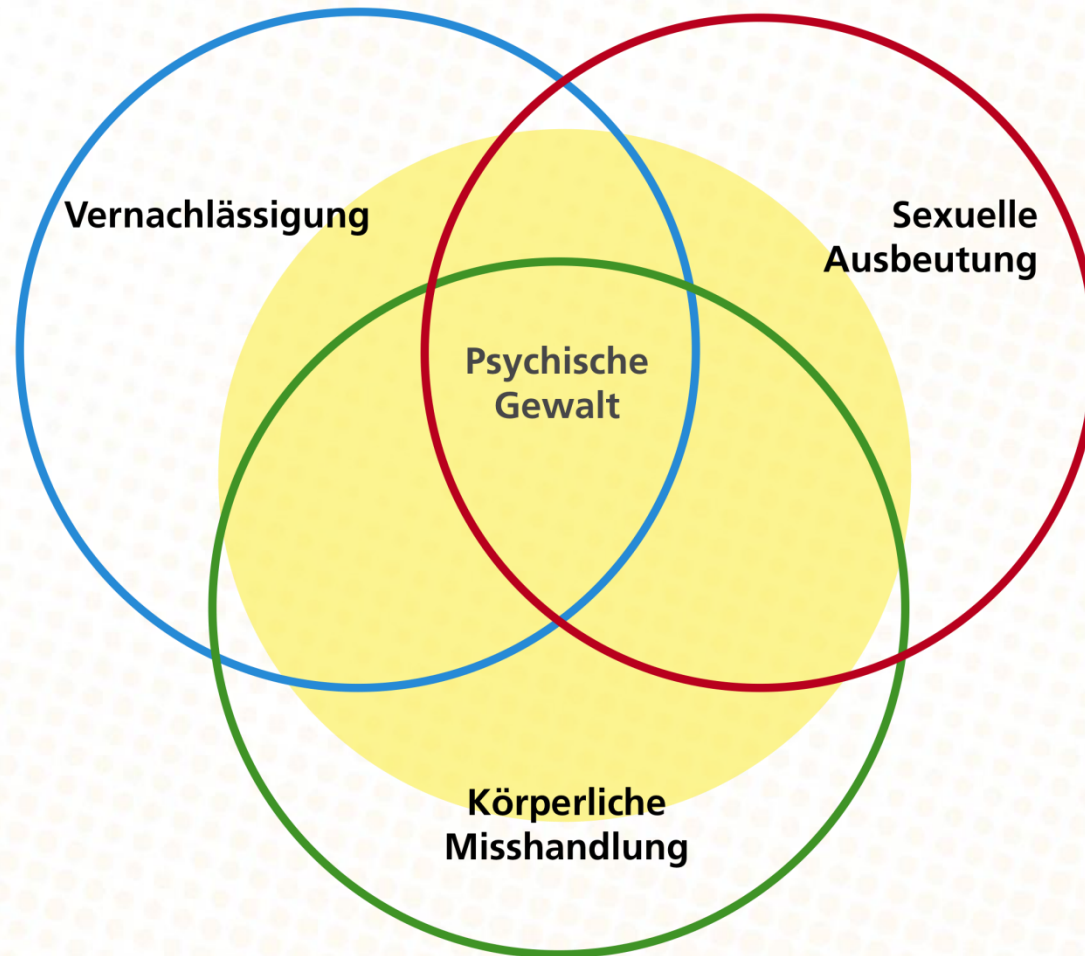 Vernachlässigung
Sexuelle
Ausbeutung
Psychische
Gewalt
Körperliche
Misshandlung